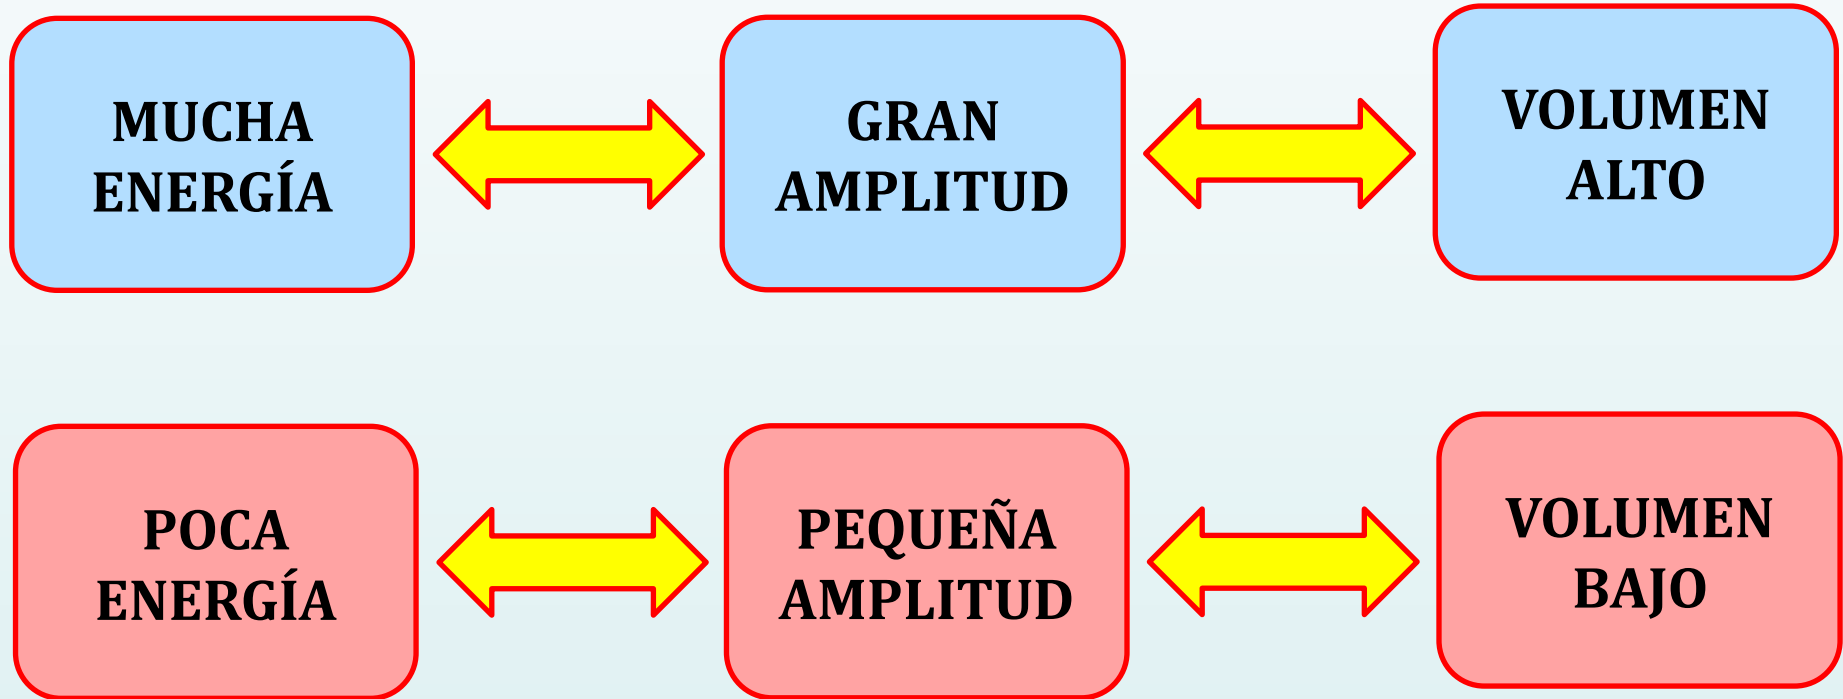 MUCHA
ENERGÍA
GRAN
AMPLITUD
VOLUMEN
ALTO
POCA
ENERGÍA
PEQUEÑA
AMPLITUD
VOLUMEN
BAJO